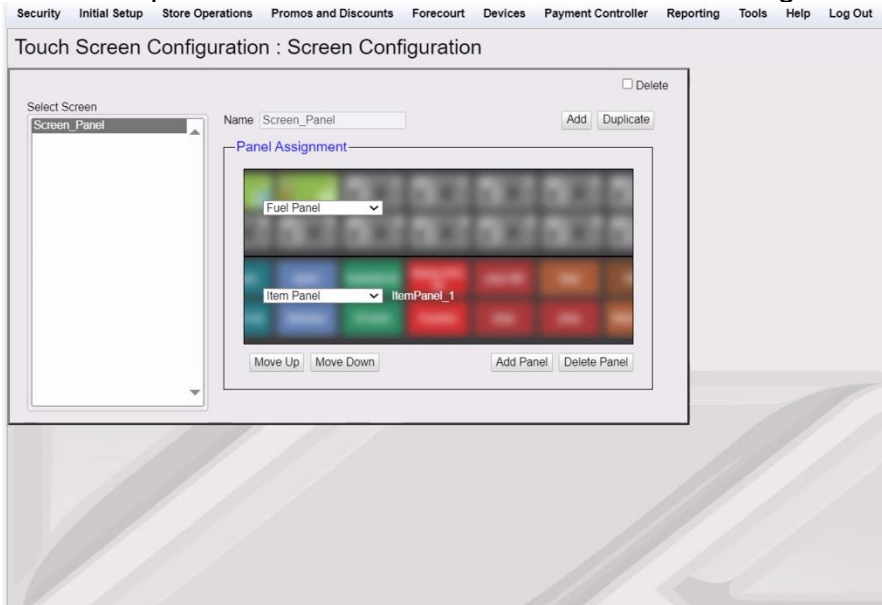 Security Initial Setup Store Operations Promos and Discounts Forecourt Devices Payment Controller Reporting Tools Help Log Out
Touch Screen Configuration : Screen Configuration
Delete
Select Screen
Screen_Panel
Name Screen_Panel Add Duplicate
Panel Assignment
Fuel Panel
Item Panel ItemPanel_1
Move Up Move Down Add Panel Delete Panel